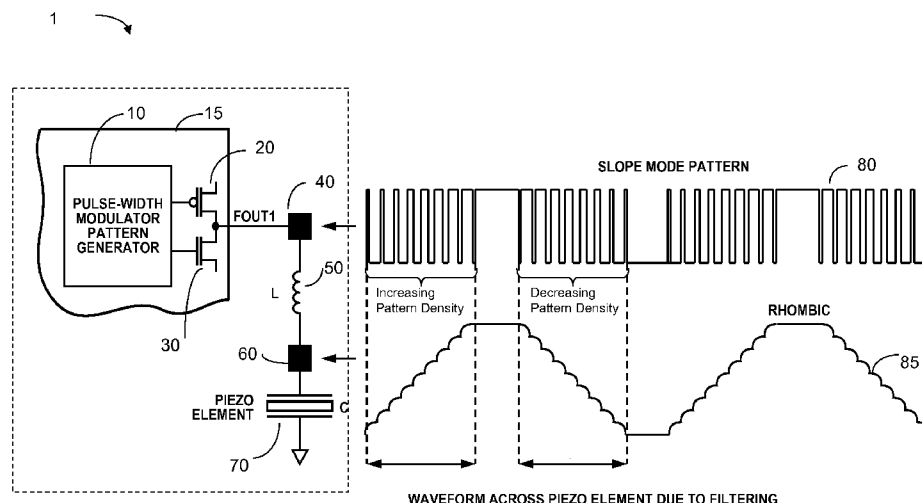 1
10
15
20
PULSE-WIDTH
MODULATOR
PATTERN
GENERATOR
30
FOUT1
40
L
50
60
PIEZO
ELEMENT
C
70
SLOPE MODE PATTERN
80
Increasing
Pattern Density
Decreasing
Pattern Density
RHOMBIC
85
WAVEFORM ACROSS PIEZO ELEMENT DUE TO FILTERING